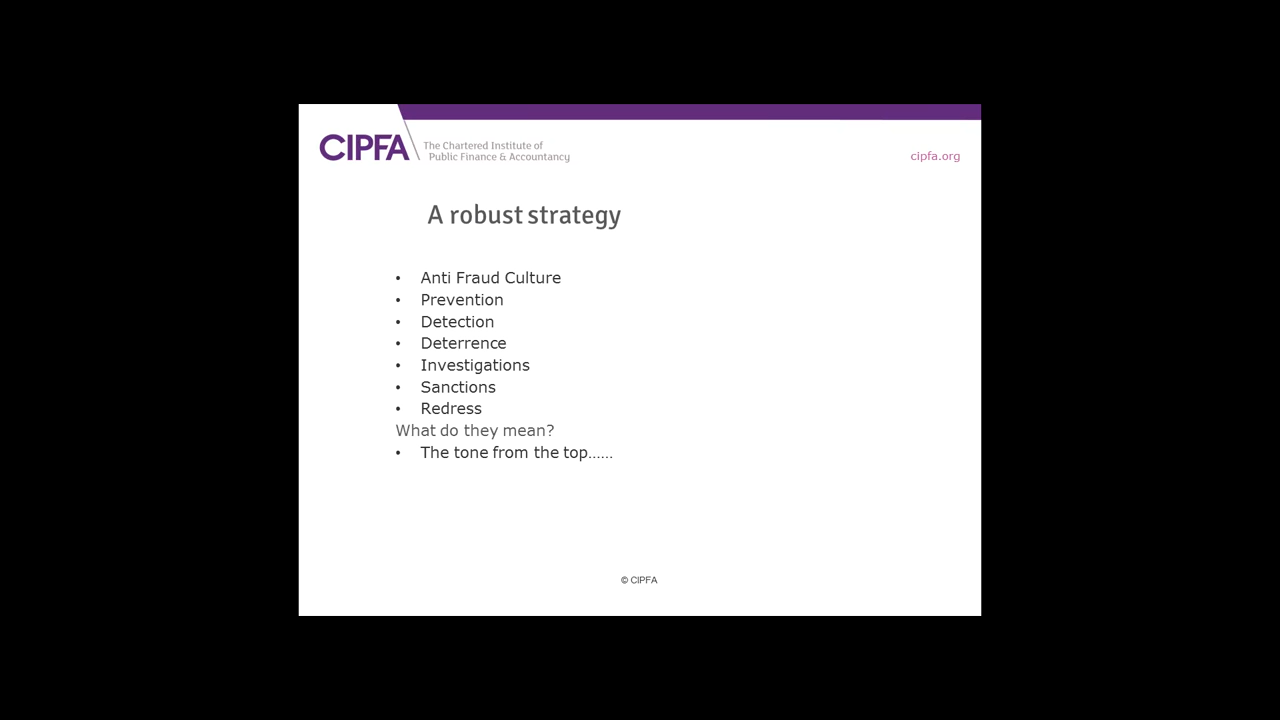 CIPFA
The Chartered Institute of
Public Finance & Accountancy
cipfa.org
A robust strategy
• Anti Fraud Culture
• Prevention
• Detection
• Deterrence
• Investigations
• Sanctions
• Redress
What do they mean?
• The tone from the top……
© CIPFA